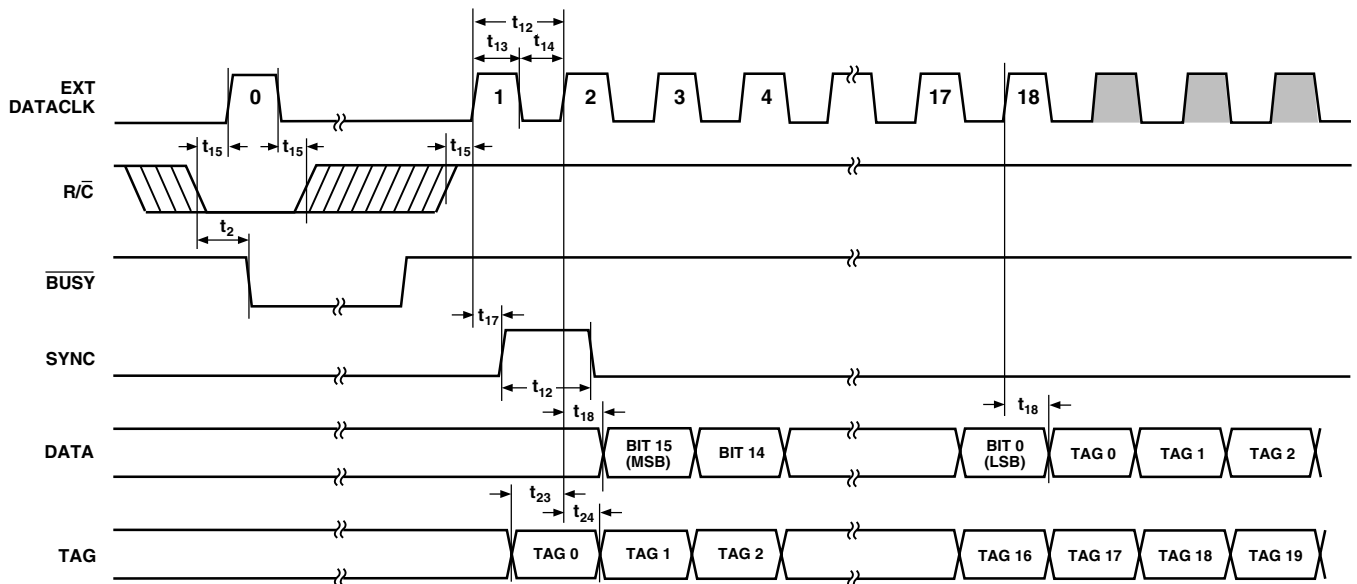 t12
t13 t14
EXT
DATACLK
0 1 2 3 4 17 18
t15 t15 t15
R/C̅
t2
B̅U̅S̅Y̅
t17
SYNC
t12
t18 t18
DATA
BIT 15
(MSB)
BIT 14
BIT 0
(LSB)
TAG 0 TAG 1 TAG 2
t23
t24
TAG
TAG 0 TAG 1 TAG 2 TAG 16 TAG 17 TAG 18 TAG 19